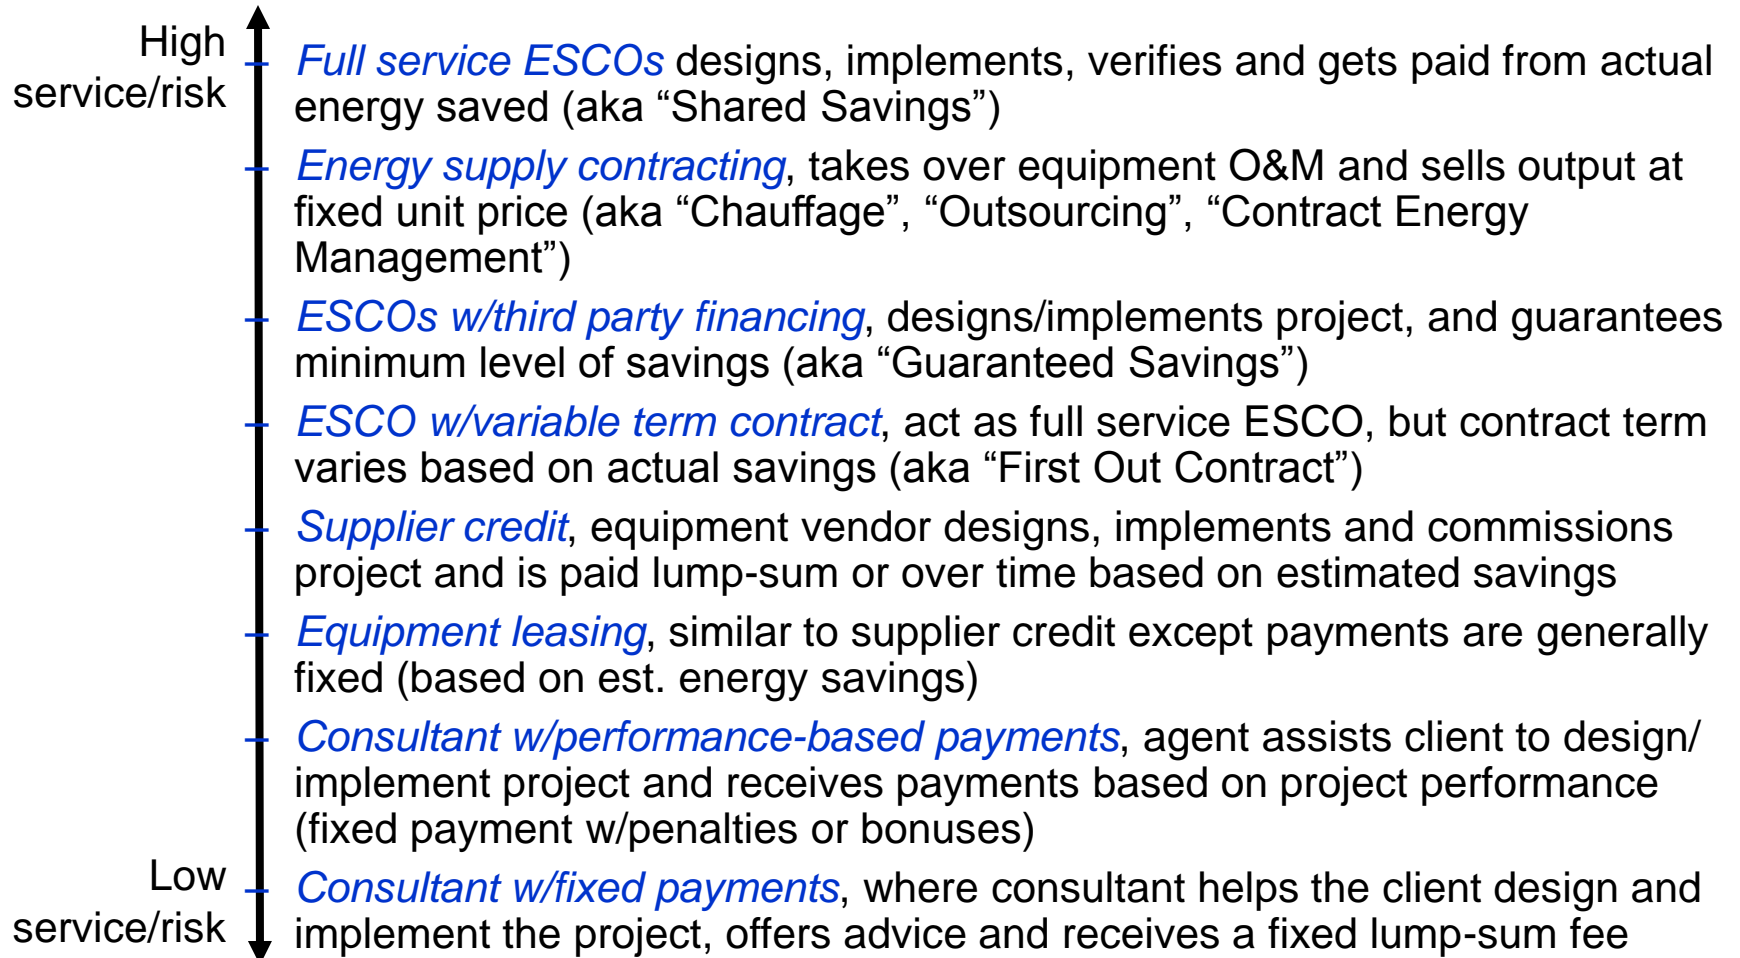 High
service/risk
Full service ESCOs designs, implements, verifies and gets paid from actual
energy saved (aka “Shared Savings”)
Energy supply contracting, takes over equipment O&M and sells output at
fixed unit price (aka “Chauffage”, “Outsourcing”, “Contract Energy
Management”)
ESCOs w/third party financing, designs/implements project, and guarantees
minimum level of savings (aka “Guaranteed Savings”)
ESCO w/variable term contract, act as full service ESCO, but contract term
varies based on actual savings (aka “First Out Contract”)
Supplier credit, equipment vendor designs, implements and commissions
project and is paid lump-sum or over time based on estimated savings
Equipment leasing, similar to supplier credit except payments are generally
fixed (based on est. energy savings)
Consultant w/performance-based payments, agent assists client to design/
implement project and receives payments based on project performance
(fixed payment w/penalties or bonuses)
Low
service/risk
Consultant w/fixed payments, where consultant helps the client design and
implement the project, offers advice and receives a fixed lump-sum fee